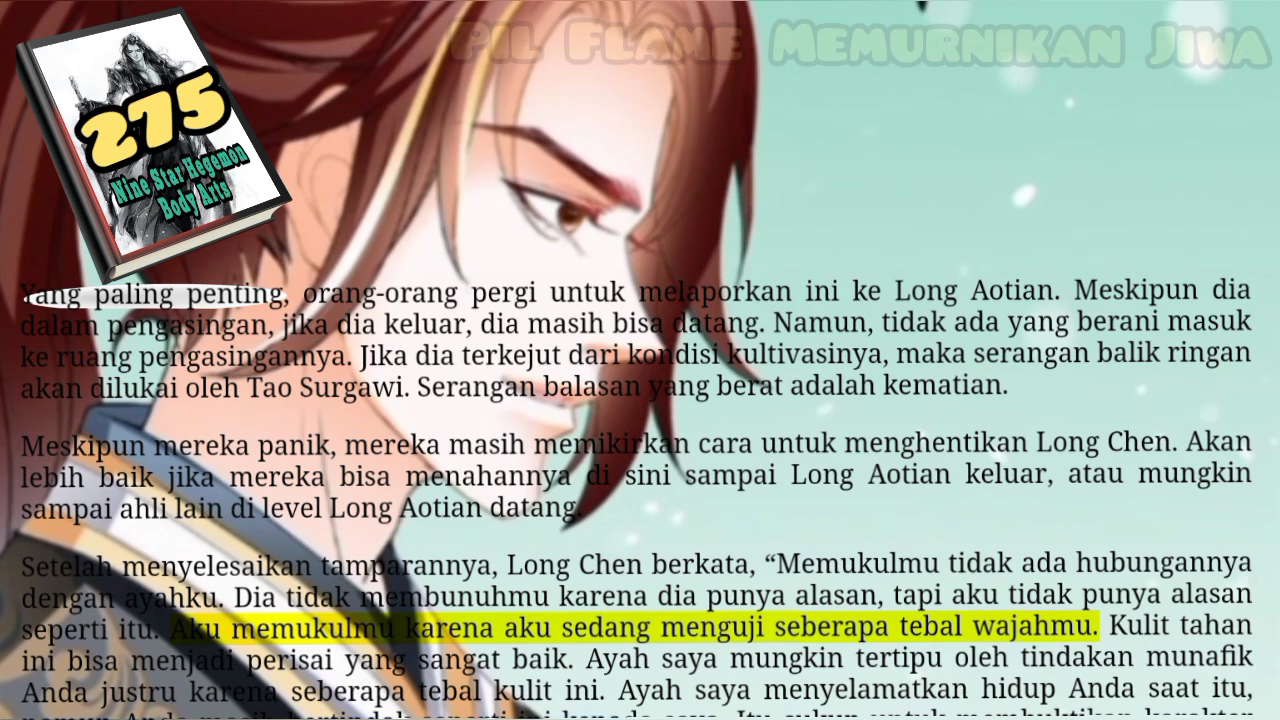 Pil Flame Memurnikan Jiwa
275
Nine Star Hegemon
Body Arts
Yang paling penting, orang-orang pergi untuk melaporkan ini ke Long Aotian. Meskipun dia
dalam pengasingan, jika dia keluar, dia masih bisa datang. Namun, tidak ada yang berani masuk
ke ruang pengasingannya. Jika dia terkejut dari kondisi kultivasinya, maka serangan balik ringan
akan dilukai oleh Tao Surgawi. Serangan balasan yang berat adalah kematian.
Meskipun mereka panik, mereka masih memikirkan cara untuk menghentikan Long Chen. Akan
lebih baik jika mereka bisa menahannya di sini sampai Long Aotian keluar, atau mungkin
sampai ahli lain di level Long Aotian datang.
Setelah menyelesaikan tamparannya, Long Chen berkata, “Memukulmu tidak ada hubungannya
dengan ayahku. Dia tidak membunuhmu karena dia punya alasan, tapi aku tidak punya alasan
seperti itu. Aku memukulmu karena aku sedang menguji seberapa tebal wajahmu. Kulit tahan
ini bisa menjadi perisai yang sangat baik. Ayah saya mungkin tertipu oleh tindakan munafik
Anda justru karena seberapa tebal kulit ini. Ayah saya menyelamatkan hidup Anda saat itu,